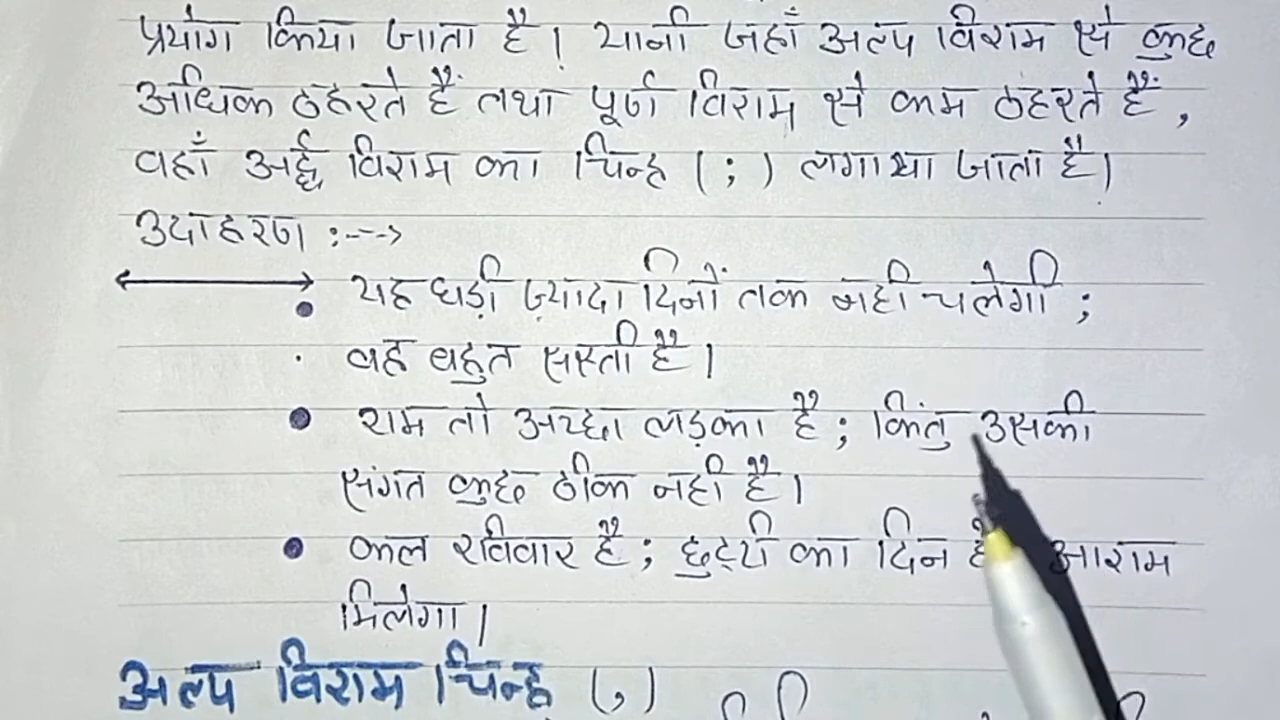 प्रयोग किया जाता है। यानी जहाँ अल्प विराम से कुछ
अधिक ठहरते हैं तथा पूर्ण विराम से कम ठहरते हैं,
वहाँ अर्द्ध विराम का चिन्ह (;) लगाया जाता है।
उदाहरण :-->
• यह घड़ी ज़्यादा दिनों तक नही चलेगी ;
· वह बहुत सस्ती है।
• राम तो अच्छा लड़का है ; किंतु उसकी
संगत कुछ ठीक नही है।
• कल रविवार है ; छुट्टी का दिन है आराम
मिलेगा।
अल्प विराम चिन्ह (,)